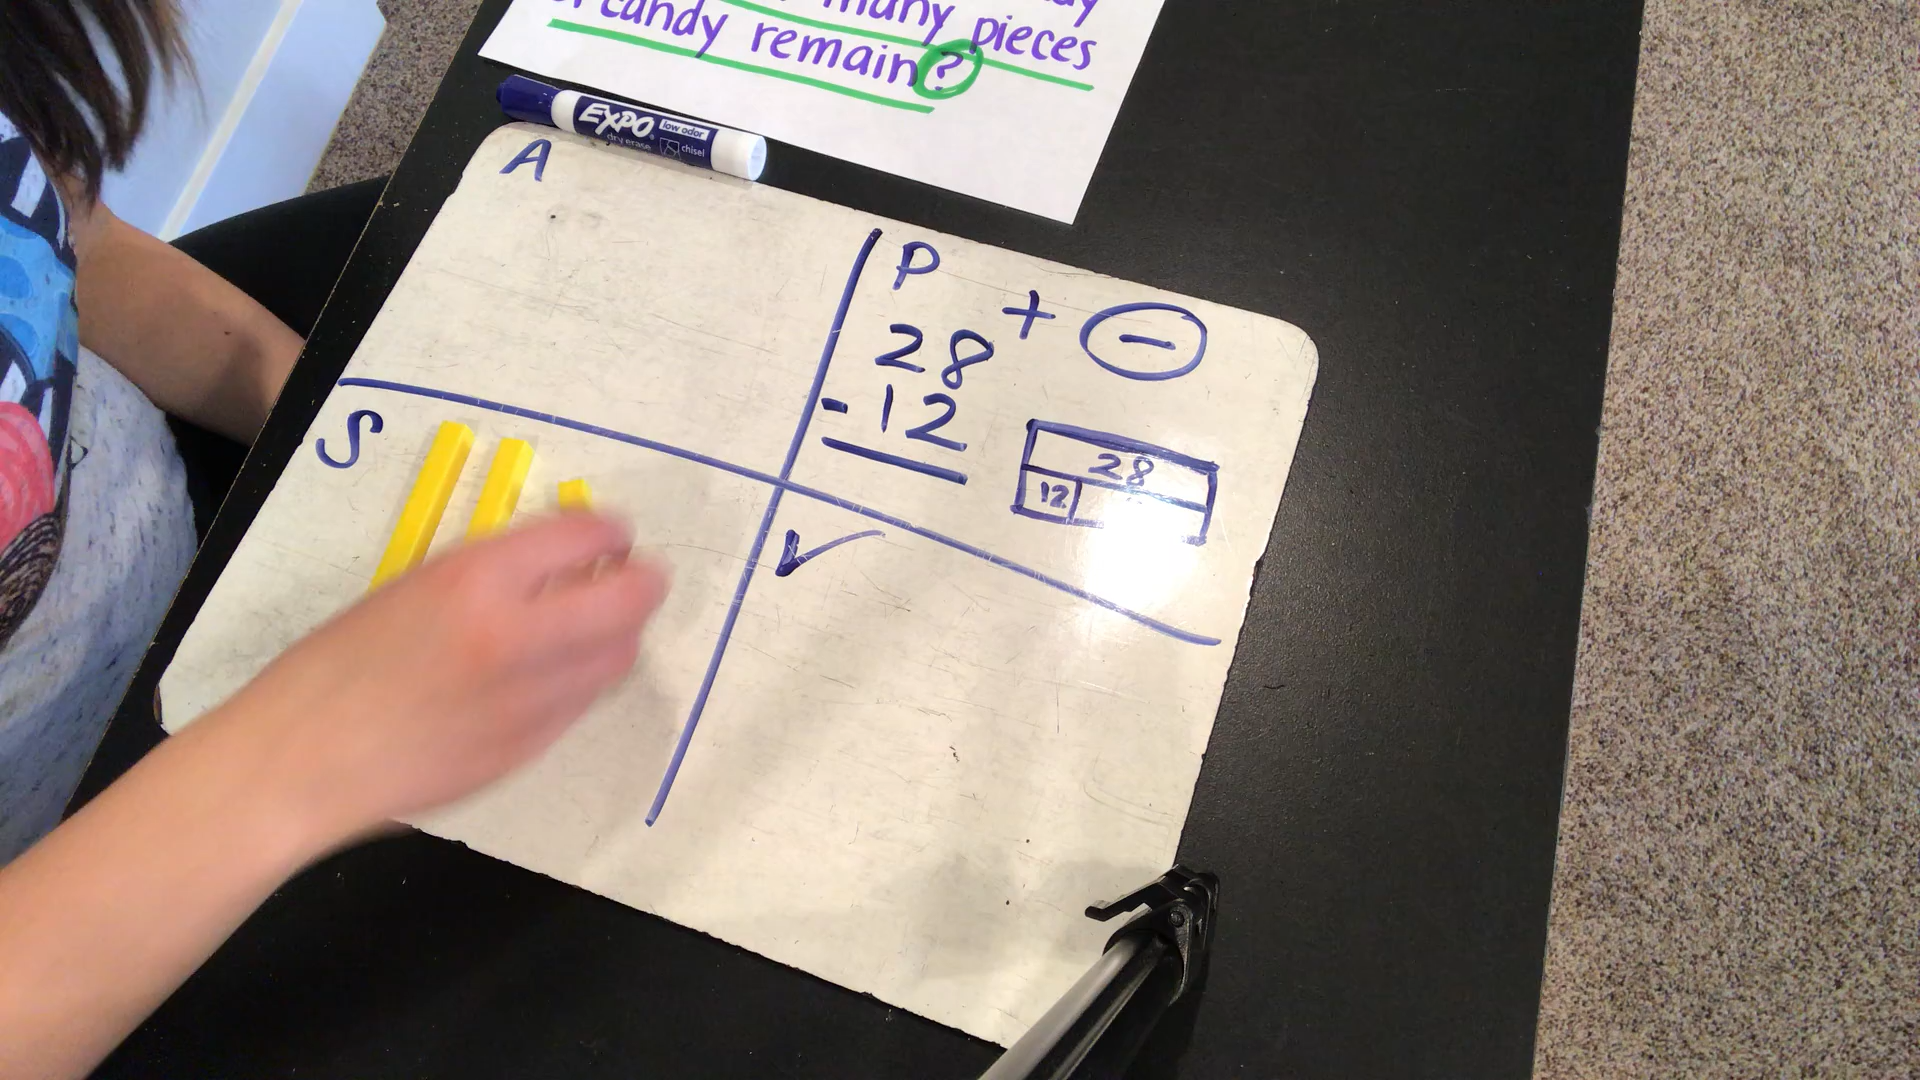 many pieces
candy remain?
EXPO low odor
dry erase chisel
A
P
+ -
28
- 12
28
12
S